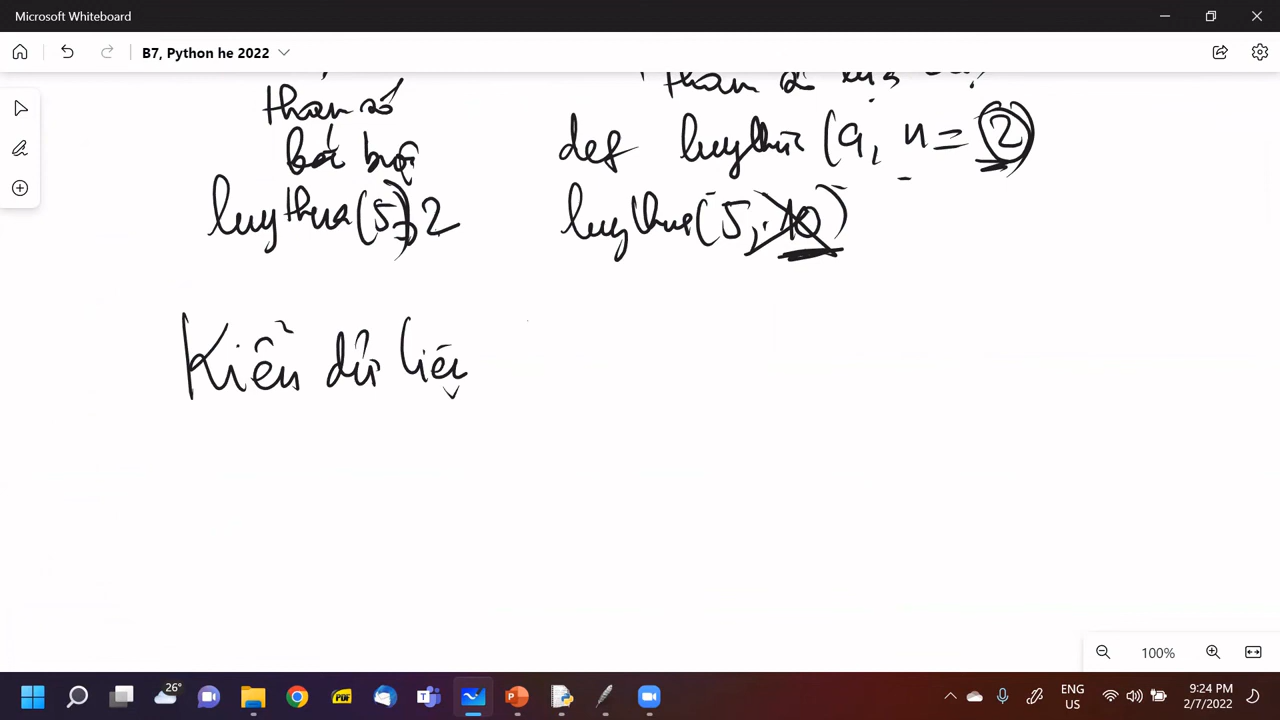 Microsoft Whiteboard
B7, Python he 2022
tham số
bắt buộc
def luythừa (a, n = 2)
luythua(5) 2
luythua(5, 10)
Kiểu dữ liệu
100%
26°
ENG
US
9:24 PM
2/7/2022